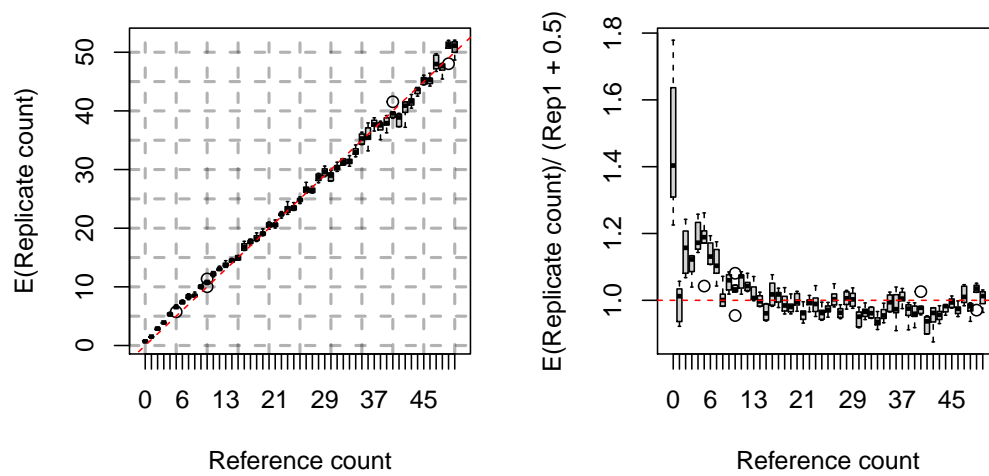 E(Replicate count)
50
40
30
20
10
0
0 6 13 21 29 37 45
Reference count
E(Replicate count)/ (Rep1 + 0.5)
1.8
1.6
1.4
1.2
1.0
0 6 13 21 29 37 45
Reference count